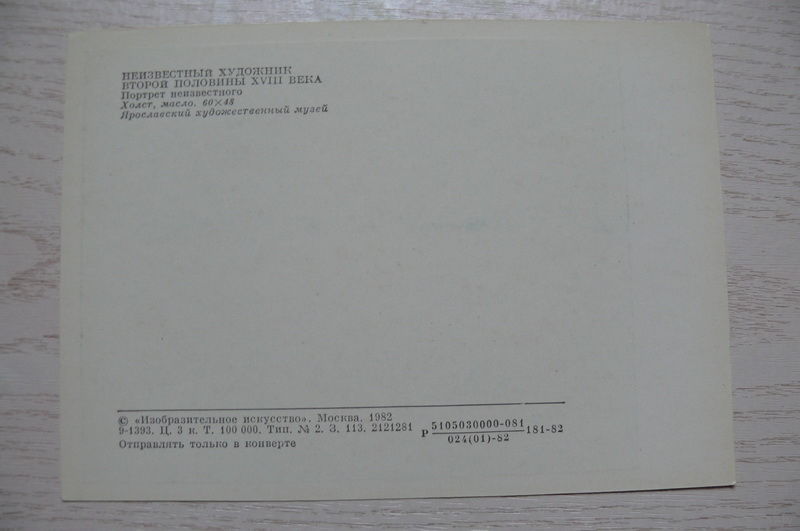 НЕИЗВЕСТНЫЙ ХУДОЖНИК
ВТОРОЙ ПОЛОВИНЫ XVIII ВЕКА
Портрет неизвестного
Холст, масло. 60×48
Ярославский художественный музей
© «Изобразительное искусство». Москва. 1982
9-1393. Ц. 3 к. Т. 100 000. Тип. № 2. З. 113. 2121281
Р 5105030000-081 181-82
024(01)-82
Отправлять только в конверте